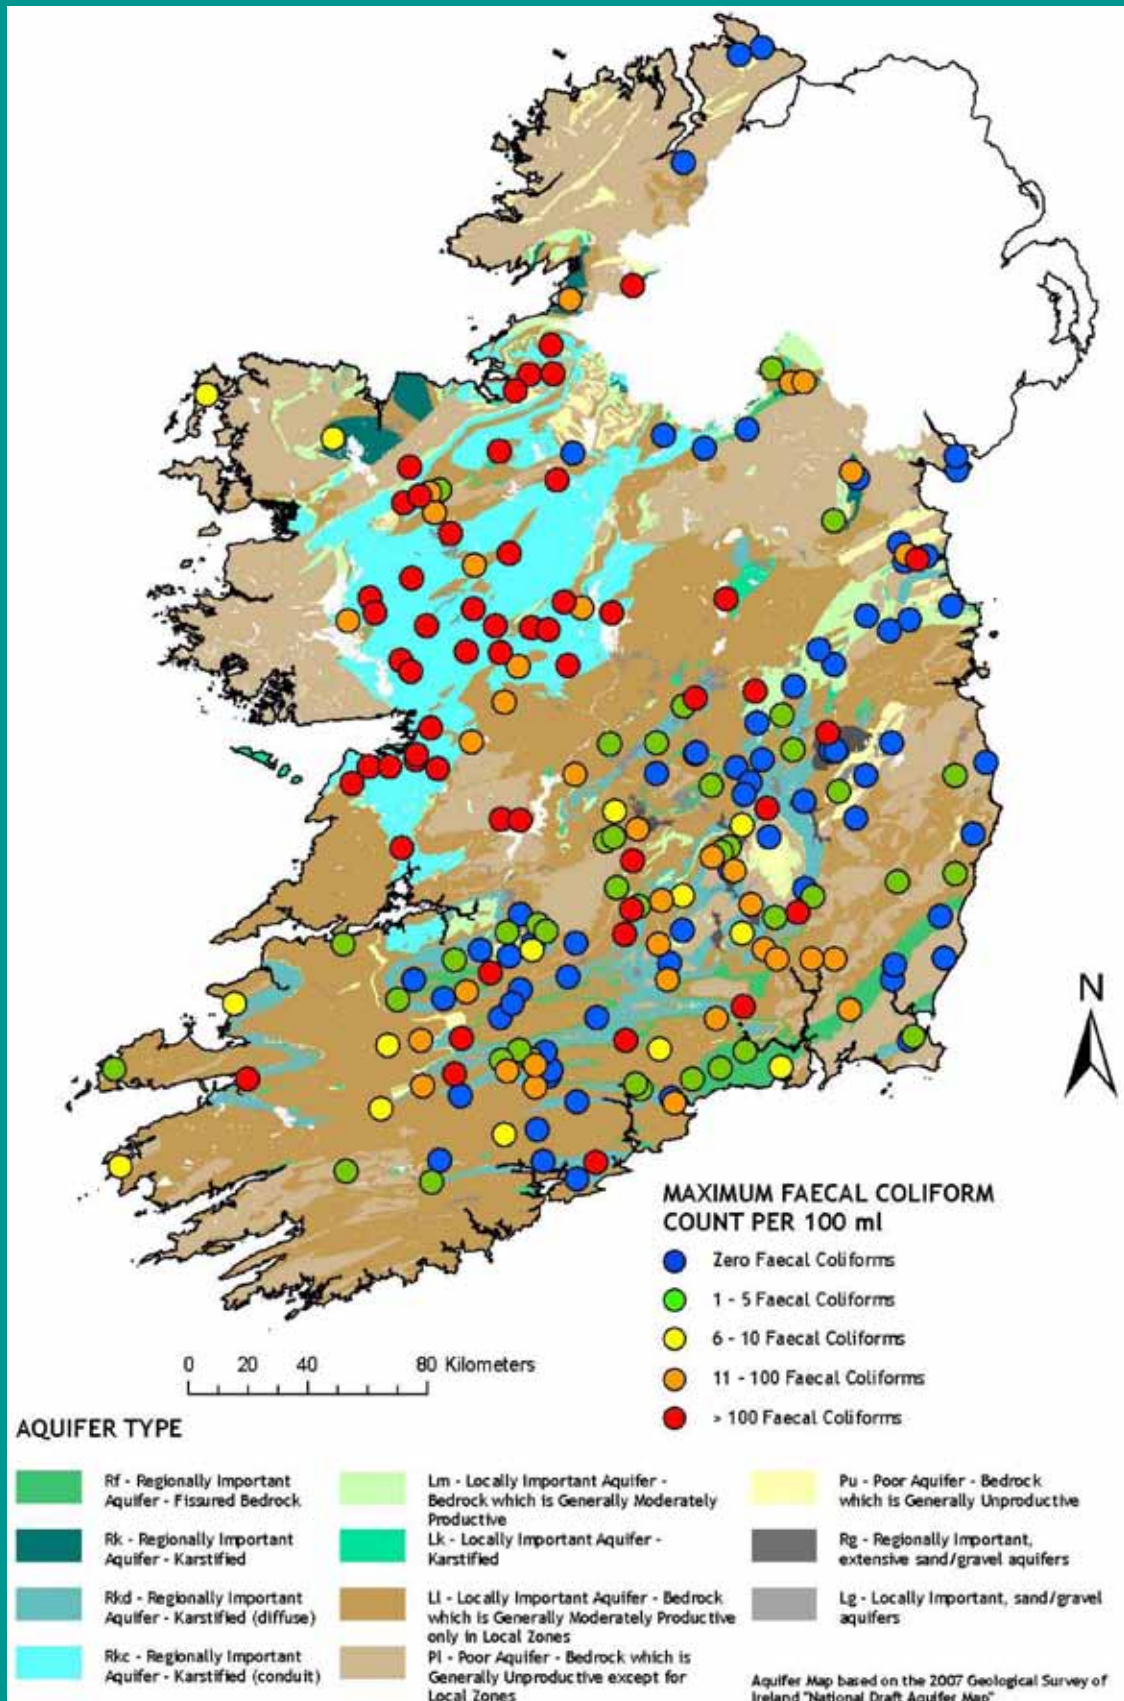 N
MAXIMUM FAECAL COLIFORM
COUNT PER 100 ml
Zero Faecal Coliforms
1 - 5 Faecal Coliforms
6 - 10 Faecal Coliforms
11 - 100 Faecal Coliforms
> 100 Faecal Coliforms
0 20 40 80 Kilometers
AQUIFER TYPE
Rf - Regionally Important
Aquifer - Fissured Bedrock
Rk - Regionally Important
Aquifer - Karstified
Rkd - Regionally Important
Aquifer - Karstified (diffuse)
Rkc - Regionally Important
Aquifer - Karstified (conduit)
Lm - Locally Important Aquifer -
Bedrock which is Generally Moderately
Productive
Lk - Locally Important Aquifer -
Karstified
Ll - Locally Important Aquifer - Bedrock
which is Generally Moderately Productive
only in Local Zones
Pl - Poor Aquifer - Bedrock which is
Generally Unproductive except for
Local Zones
Pu - Poor Aquifer - Bedrock
which is Generally Unproductive
Rg - Regionally Important,
extensive sand/gravel aquifers
Lg - Locally Important, sand/gravel
aquifers
Aquifer Map based on the 2007 Geological Survey of
Ireland "National Draft Aquifer Map"